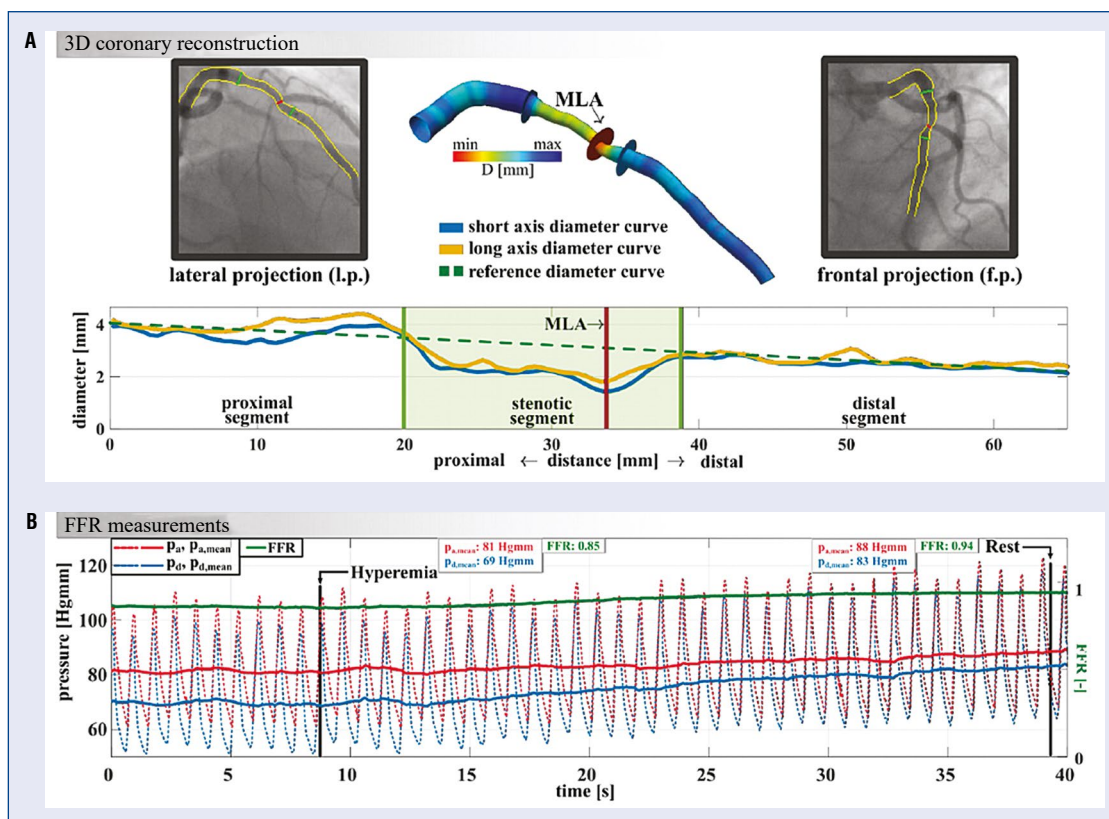 A
3D coronary reconstruction
MLA
min max
D [mm]
short axis diameter curve
long axis diameter curve
reference diameter curve
lateral projection (l.p.)
frontal projection (f.p.)
diameter [mm]
4
2
0
MLA→
proximal
segment
stenotic
segment
distal
segment
0 10 20 30 40 50 60
proximal ← distance [mm] → distal
B
FFR measurements
pa, pa,mean FFR
pd, pd,mean
pa,mean: 81 Hgmm FFR: 0.85
pd,mean: 69 Hgmm
pa,mean: 88 Hgmm FFR: 0.94
pd,mean: 83 Hgmm
Rest
Hyperemia
pressure [Hgmm]
120
100
80
60
1
0
FFR [-]
0 5 10 15 20 25 30 35 40
time [s]